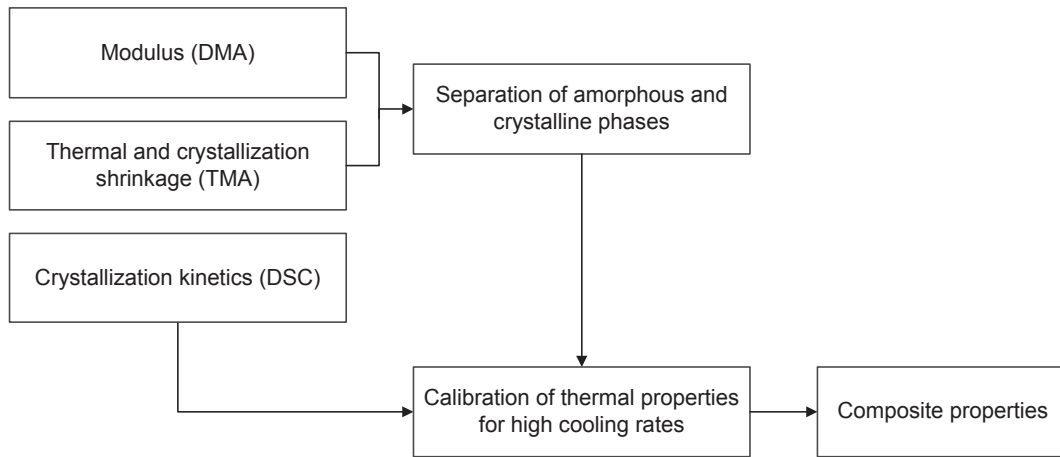 Modulus (DMA)
Thermal and crystallization
shrinkage (TMA)
Separation of amorphous and
crystalline phases
Crystallization kinetics (DSC)
Calibration of thermal properties
for high cooling rates
Composite properties